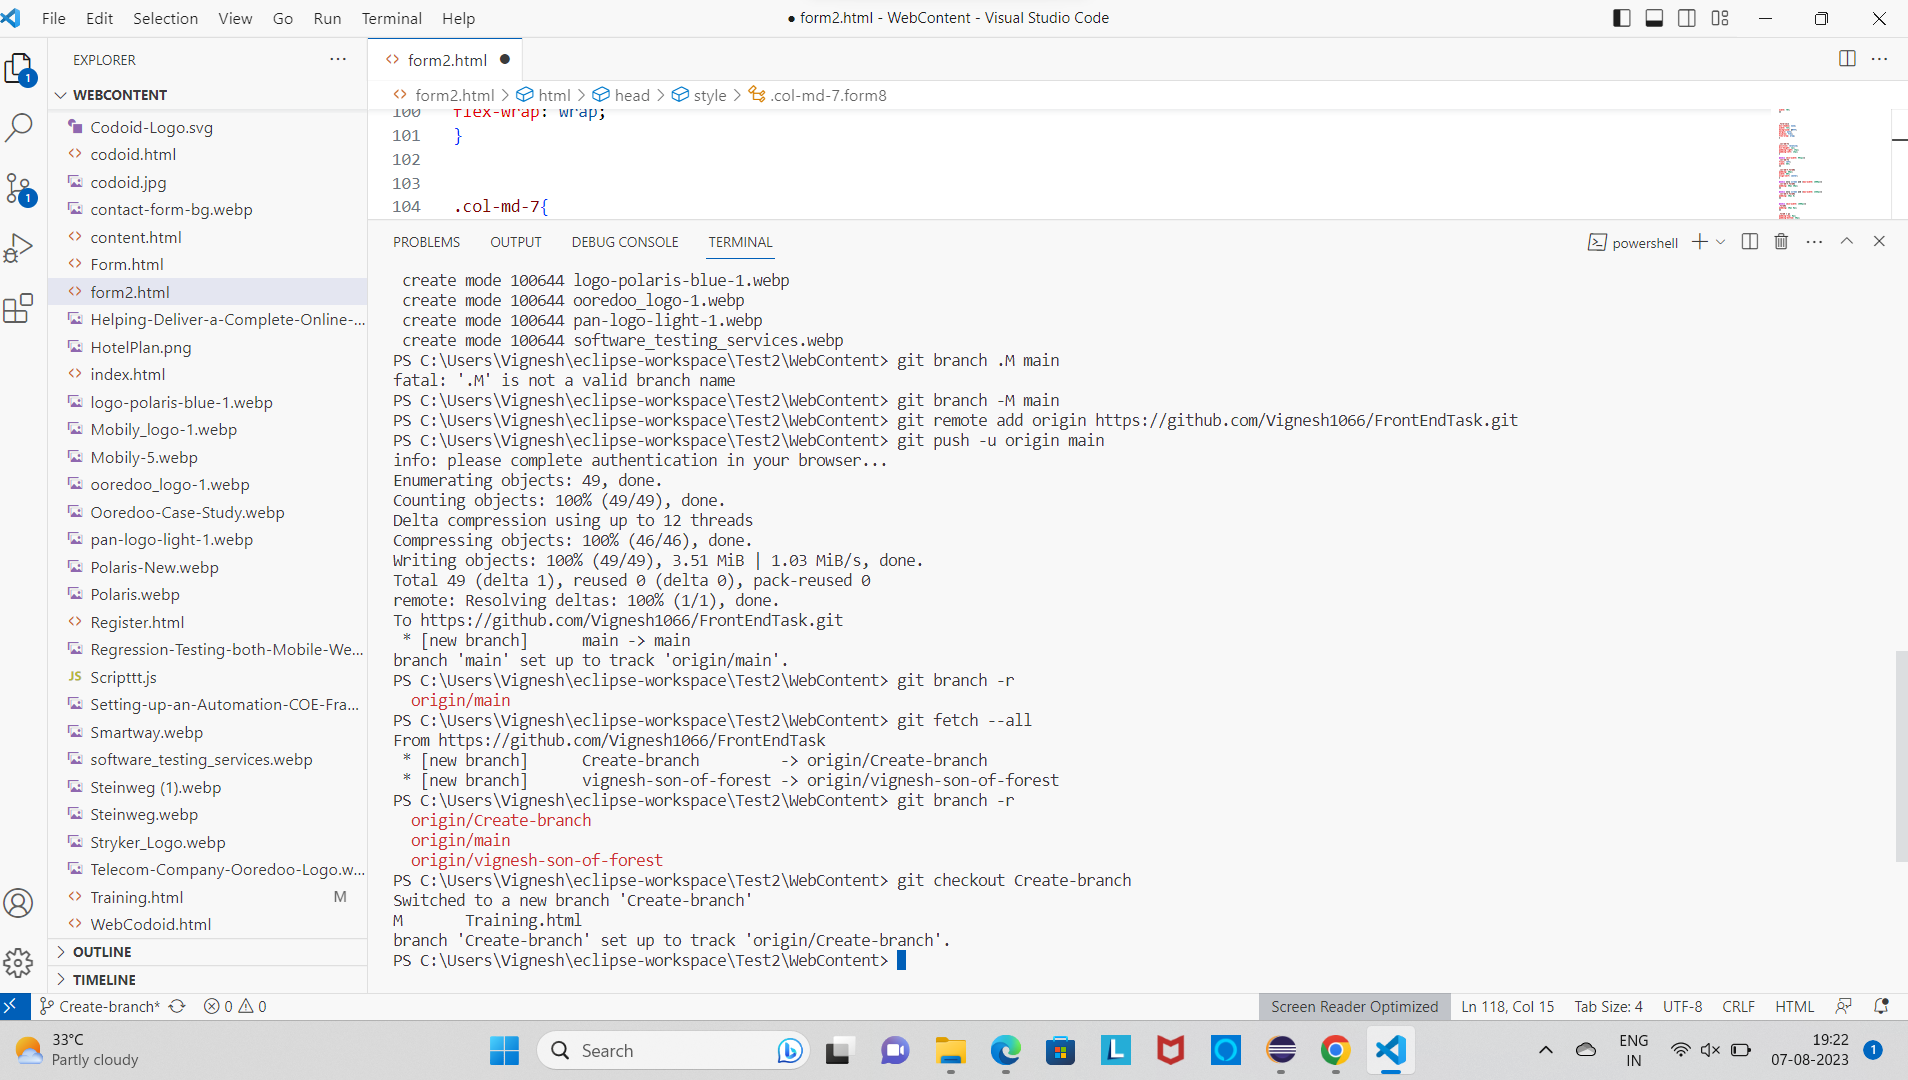 File Edit Selection View Go Run Terminal Help
● form2.html - WebContent - Visual Studio Code
EXPLORER
WEBCONTENT
Codoid-Logo.svg
codoid.html
codoid.jpg
contact-form-bg.webp
content.html
Form.html
form2.html
Helping-Deliver-a-Complete-Online-...
HotelPlan.png
index.html
logo-polaris-blue-1.webp
Mobily_logo-1.webp
Mobily-5.webp
ooredoo_logo-1.webp
Ooredoo-Case-Study.webp
pan-logo-light-1.webp
Polaris-New.webp
Polaris.webp
Register.html
Regression-Testing-both-Mobile-We...
JS Scripttt.js
Setting-up-an-Automation-COE-Fra...
Smartway.webp
software_testing_services.webp
Steinweg (1).webp
Steinweg.webp
Stryker_Logo.webp
Telecom-Company-Ooredoo-Logo.w...
Training.html M
WebCodoid.html
OUTLINE
TIMELINE
1
1
form2.html
form2.html > html > head > style > .col-md-7.form8
100 flex-wrap: wrap;
101 }
102
103
104 .col-md-7{
PROBLEMS OUTPUT DEBUG CONSOLE TERMINAL
powershell
create mode 100644 logo-polaris-blue-1.webp
create mode 100644 ooredoo_logo-1.webp
create mode 100644 pan-logo-light-1.webp
create mode 100644 software_testing_services.webp
PS C:\Users\Vignesh\eclipse-workspace\Test2\WebContent> git branch .M main
fatal: '.M' is not a valid branch name
PS C:\Users\Vignesh\eclipse-workspace\Test2\WebContent> git branch -M main
PS C:\Users\Vignesh\eclipse-workspace\Test2\WebContent> git remote add origin https://github.com/Vignesh1066/FrontEndTask.git
PS C:\Users\Vignesh\eclipse-workspace\Test2\WebContent> git push -u origin main
info: please complete authentication in your browser...
Enumerating objects: 49, done.
Counting objects: 100% (49/49), done.
Delta compression using up to 12 threads
Compressing objects: 100% (46/46), done.
Writing objects: 100% (49/49), 3.51 MiB | 1.03 MiB/s, done.
Total 49 (delta 1), reused 0 (delta 0), pack-reused 0
remote: Resolving deltas: 100% (1/1), done.
To https://github.com/Vignesh1066/FrontEndTask.git
* [new branch] main -> main
branch 'main' set up to track 'origin/main'.
PS C:\Users\Vignesh\eclipse-workspace\Test2\WebContent> git branch -r
origin/main
PS C:\Users\Vignesh\eclipse-workspace\Test2\WebContent> git fetch --all
From https://github.com/Vignesh1066/FrontEndTask
* [new branch] Create-branch -> origin/Create-branch
* [new branch] vignesh-son-of-forest -> origin/vignesh-son-of-forest
PS C:\Users\Vignesh\eclipse-workspace\Test2\WebContent> git branch -r
origin/Create-branch
origin/main
origin/vignesh-son-of-forest
PS C:\Users\Vignesh\eclipse-workspace\Test2\WebContent> git checkout Create-branch
Switched to a new branch 'Create-branch'
M Training.html
branch 'Create-branch' set up to track 'origin/Create-branch'.
PS C:\Users\Vignesh\eclipse-workspace\Test2\WebContent>
Create-branch* 0 0
Screen Reader Optimized Ln 118, Col 15 Tab Size: 4 UTF-8 CRLF HTML
33°C
Partly cloudy
Search
L
ENG
IN
19:22
07-08-2023
1